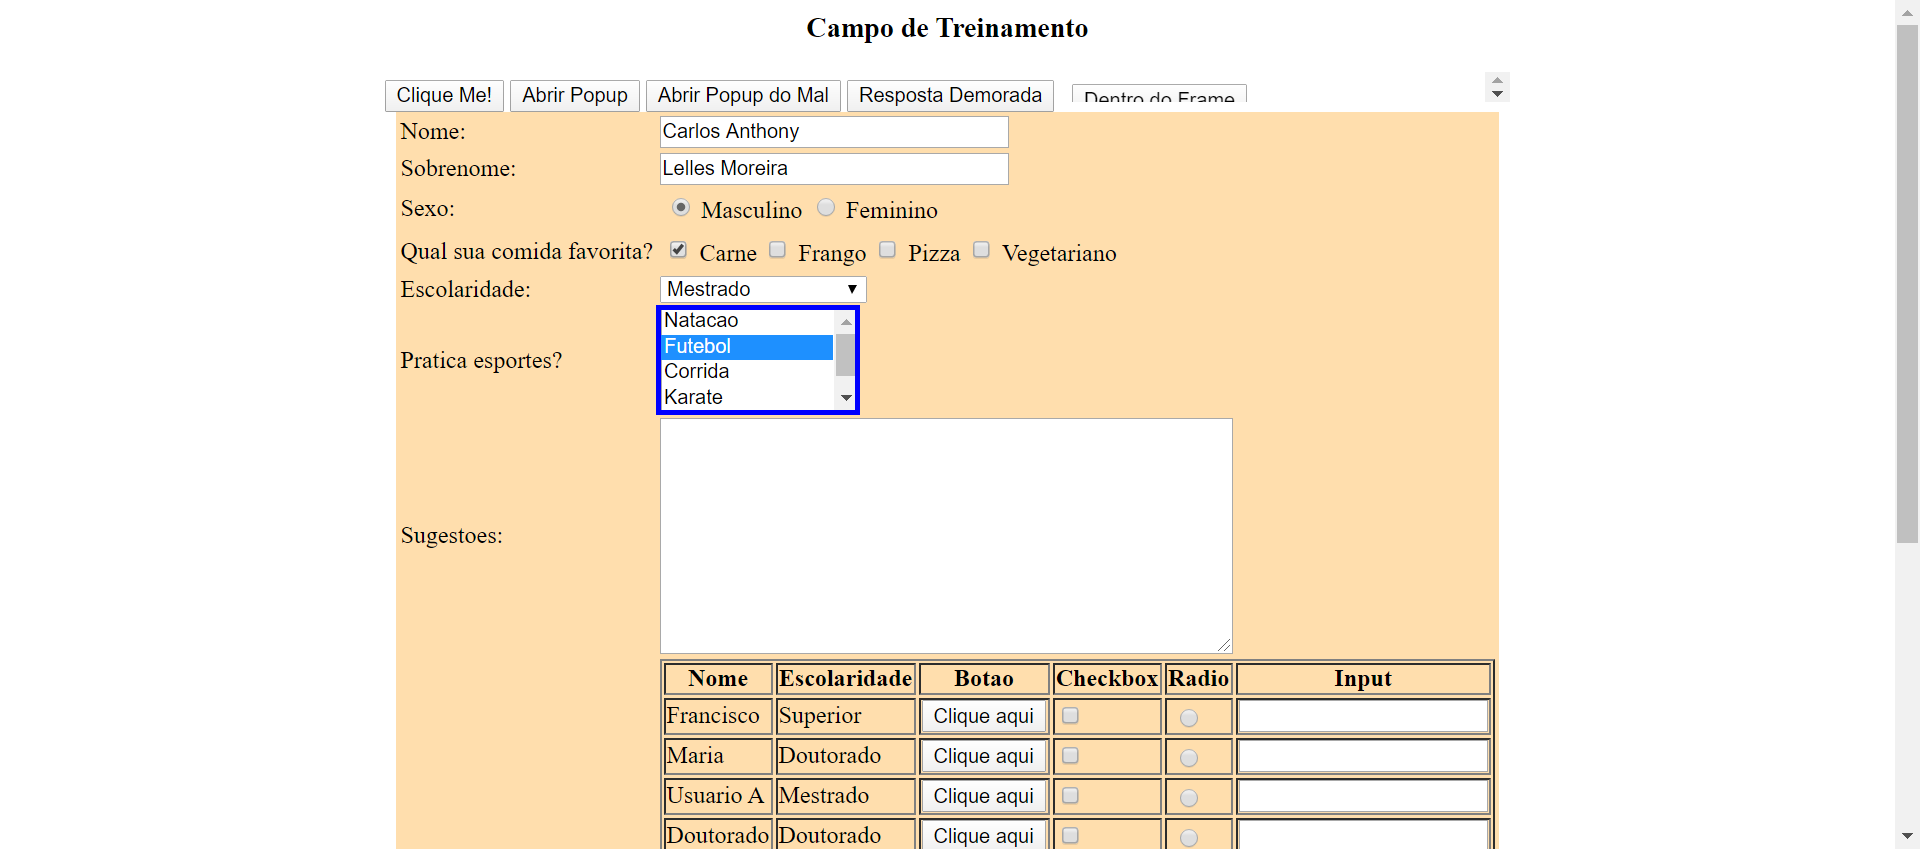 Campo de Treinamento
Clique Me! Abrir Popup Abrir Popup do Mal Resposta Demorada Dentro do Frame
Nome: Carlos Anthony
Sobrenome: Lelles Moreira
Sexo: Masculino Feminino
Qual sua comida favorita? Carne Frango Pizza Vegetariano
Escolaridade: Mestrado
Pratica esportes?
Natacao
Futebol
Corrida
Karate
Sugestoes:
Nome Escolaridade Botao Checkbox Radio Input
Francisco Superior Clique aqui
Maria Doutorado Clique aqui
Usuario A Mestrado Clique aqui
Doutorado Doutorado Clique aqui